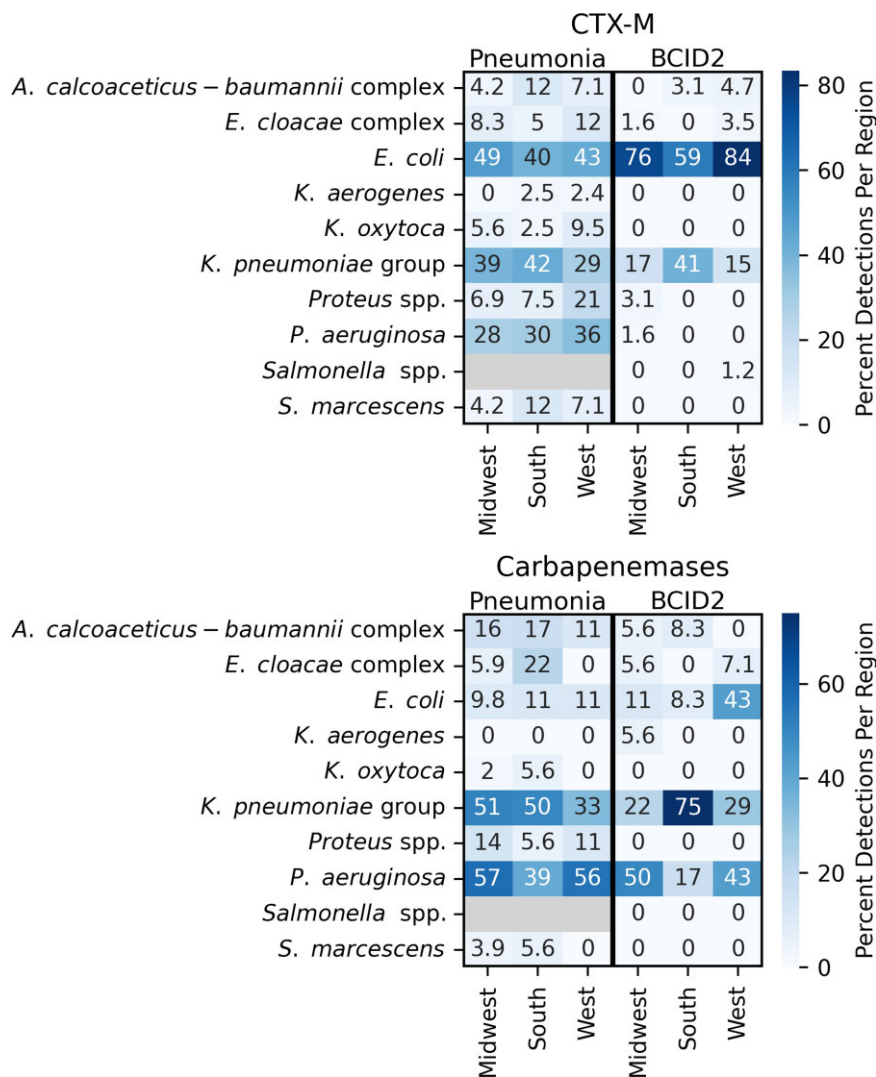 CTX-M
Pneumonia BCID2
A. calcoaceticus – baumannii complex 4.2 12 7.1 0 3.1 4.7
E. cloacae complex 8.3 5 12 1.6 0 3.5
E. coli 49 40 43 76 59 84
K. aerogenes 0 2.5 2.4 0 0 0
K. oxytoca 5.6 2.5 9.5 0 0 0
K. pneumoniae group 39 42 29 17 41 15
Proteus spp. 6.9 7.5 21 3.1 0 0
P. aeruginosa 28 30 36 1.6 0 0
Salmonella spp. 0 0 1.2
S. marcescens 4.2 12 7.1 0 0 0
Midwest South West Midwest South West
80
60
40
20
0
Percent Detections Per Region
Carbapenemases
Pneumonia BCID2
A. calcoaceticus – baumannii complex 16 17 11 5.6 8.3 0
E. cloacae complex 5.9 22 0 5.6 0 7.1
E. coli 9.8 11 11 11 8.3 43
K. aerogenes 0 0 0 5.6 0 0
K. oxytoca 2 5.6 0 0 0 0
K. pneumoniae group 51 50 33 22 75 29
Proteus spp. 14 5.6 11 0 0 0
P. aeruginosa 57 39 56 50 17 43
Salmonella spp. 0 0 0
S. marcescens 3.9 5.6 0 0 0 0
Midwest South West Midwest South West
60
40
20
0
Percent Detections Per Region